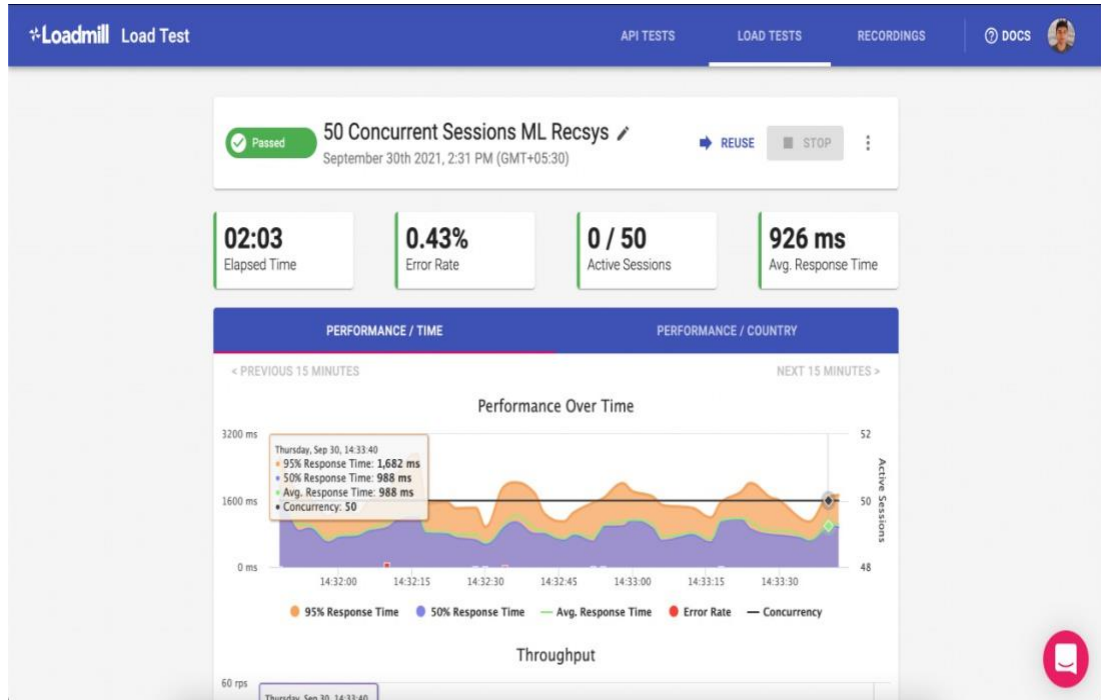 Loadmill Load Test
API TESTS LOAD TESTS RECORDINGS ? DOCS
Passed
50 Concurrent Sessions ML Recsys
September 30th 2021, 2:31 PM (GMT+05:30)
REUSE STOP
02:03
Elapsed Time
0.43%
Error Rate
0 / 50
Active Sessions
926 ms
Avg. Response Time
PERFORMANCE / TIME PERFORMANCE / COUNTRY
< PREVIOUS 15 MINUTES NEXT 15 MINUTES >
Performance Over Time
3200 ms
1600 ms
0 ms
Thursday, Sep 30, 14:33:40
95% Response Time: 1,682 ms
50% Response Time: 988 ms
Avg. Response Time: 988 ms
Concurrency: 50
52
50
48
Active Sessions
14:32:00 14:32:15 14:32:30 14:32:45 14:33:00 14:33:15 14:33:30
95% Response Time 50% Response Time Avg. Response Time Error Rate Concurrency
Throughput
60 rps
Thursday, Sep 30, 14:33:40